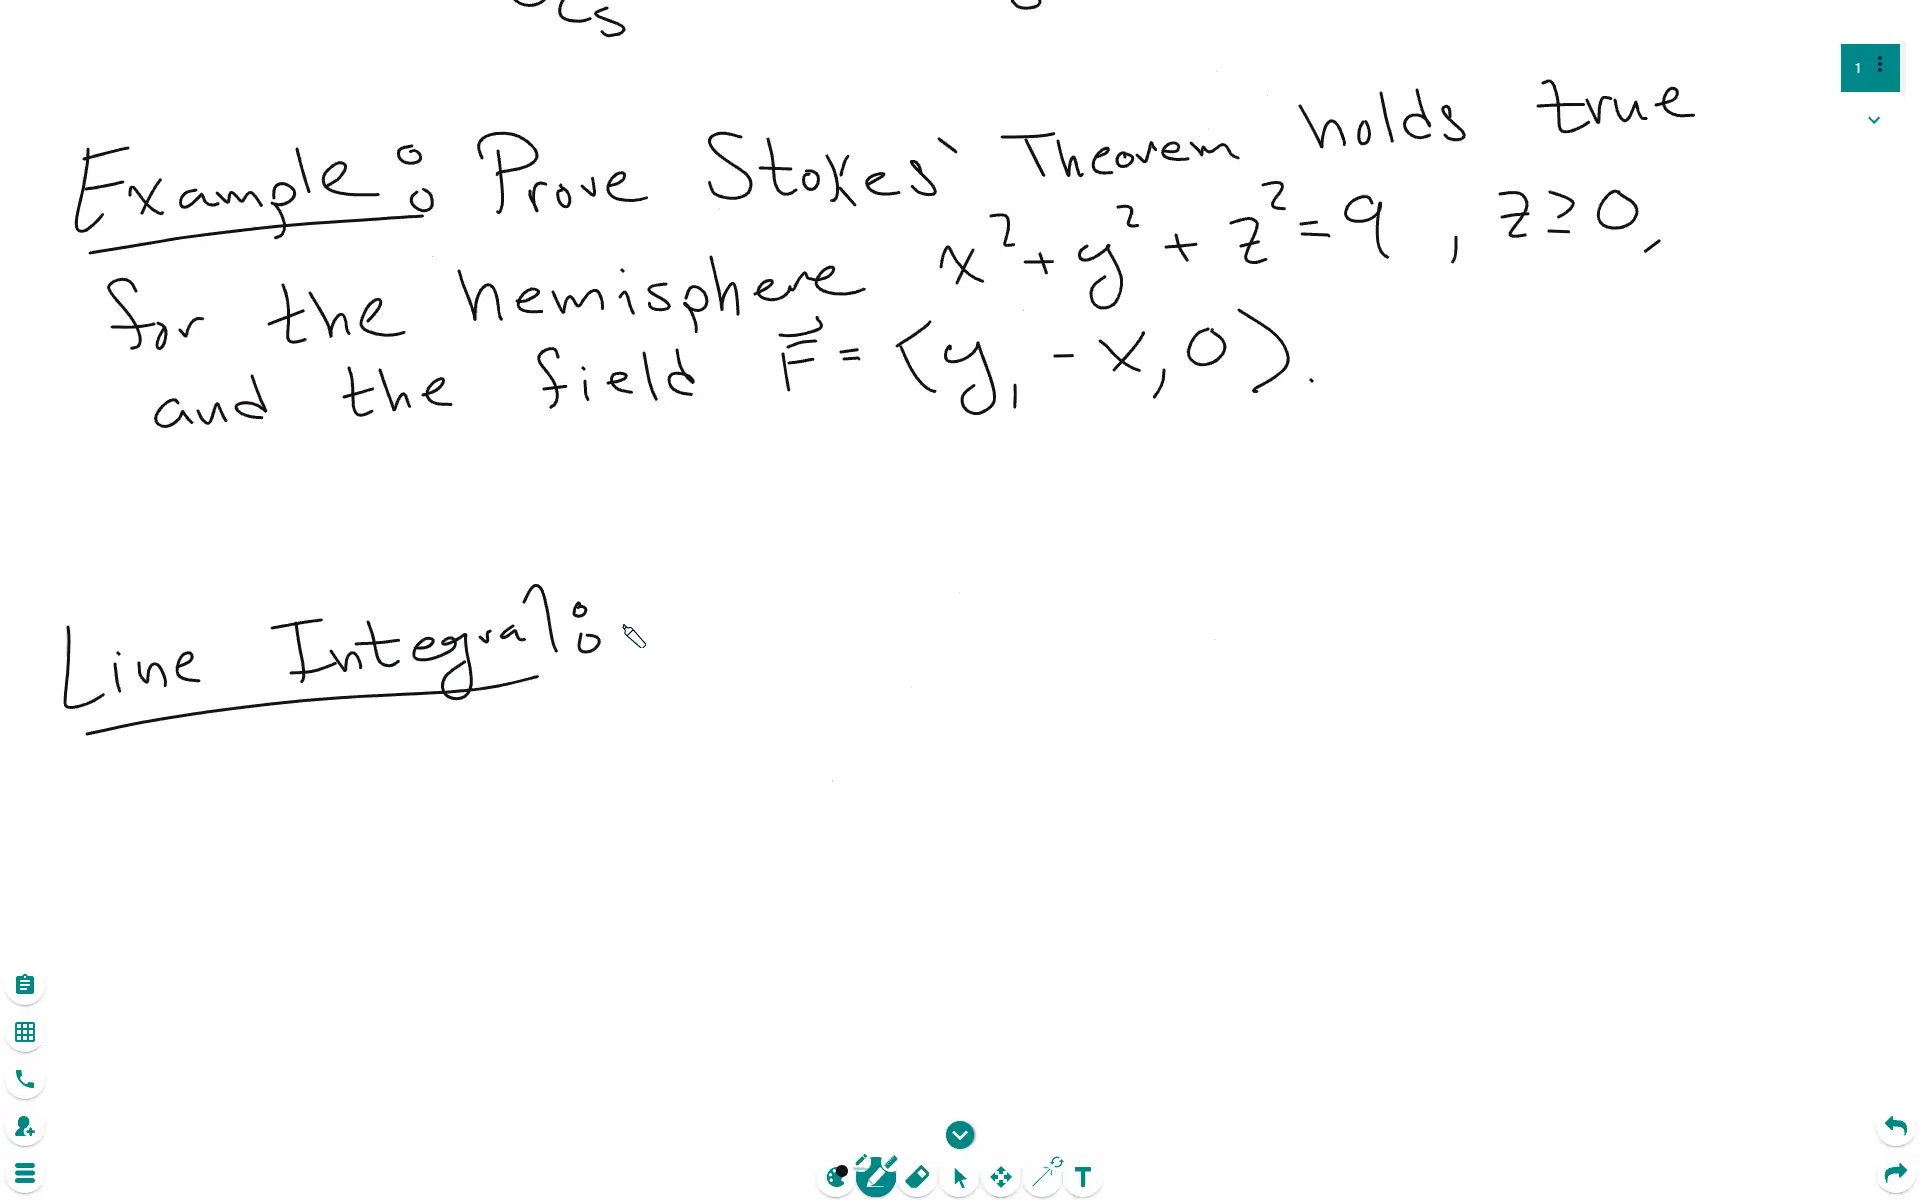 1
Example: Prove Stokes' Theorem holds true
for the hemisphere x²+y²+z²=9, z≥0,
and the field F⃗ = (y, -x, 0).
Line Integral:
T